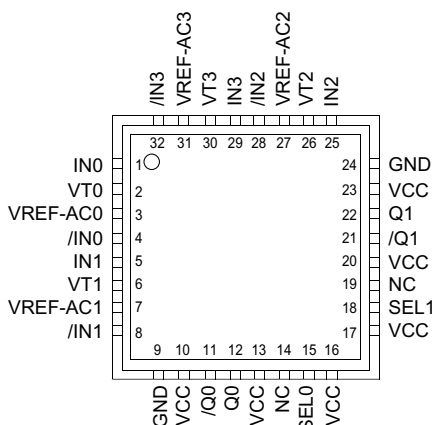 /IN3
VREF-AC3
VT3
IN3
/IN2
VREF-AC2
VT2
IN2
32 31 30 29 28 27 26 25
IN0 1 24 GND
VT0 2 23 VCC
VREF-AC0 3 22 Q1
/IN0 4 21 /Q1
IN1 5 20 VCC
VT1 6 19 NC
VREF-AC1 7 18 SEL1
/IN1 8 17 VCC
9 10 11 12 13 14 15 16
GND
VCC
/Q0
Q0
VCC
NC
SEL0
VCC